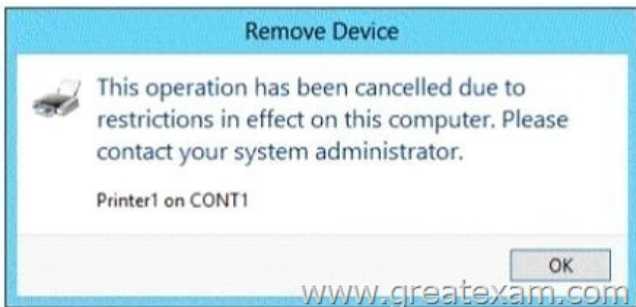 Remove Device
This operation has been cancelled due to
restrictions in effect on this computer. Please
contact your system administrator.
Printer1 on CONT1
OK
www.greatexam.com